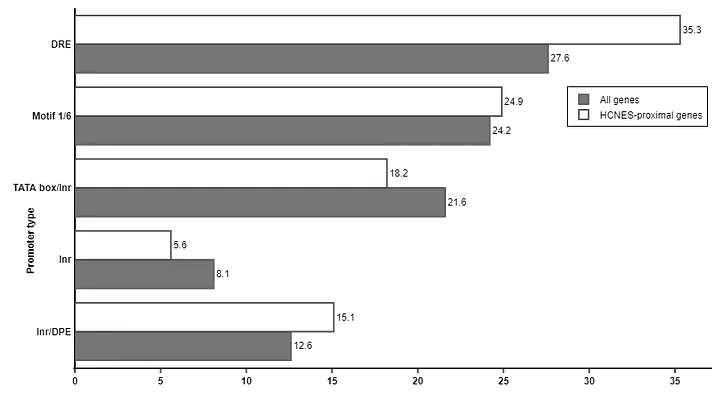 35.3
DRE
27.6
24.9
All genes
Motif 1/6
HCNES-proximal genes
24.2
18.2
TATA box/Inr
21.6
Promoter type
5.6
Inr
8.1
15.1
Inr/DPE
12.6
0 5 10 15 20 25 30 35